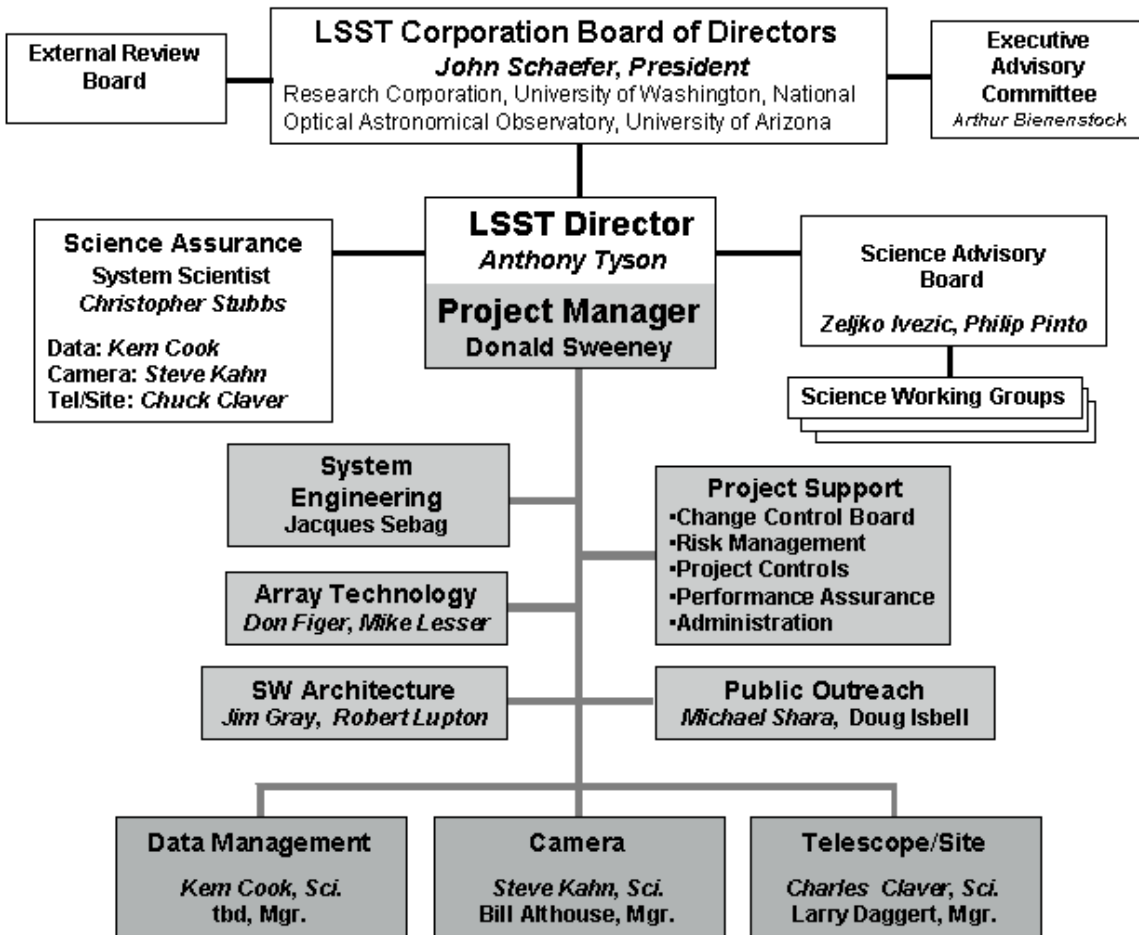 External Review
Board
LSST Corporation Board of Directors
John Schaefer, President
Research Corporation, University of Washington, National
Optical Astronomical Observatory, University of Arizona
Executive
Advisory
Committee
Arthur Bienenstock
LSST Director
Anthony Tyson
Project Manager
Donald Sweeney
Science Assurance
System Scientist
Christopher Stubbs
Data: Kem Cook
Camera: Steve Kahn
Tel/Site: Chuck Claver
Science Advisory
Board
Zeljko Ivezic, Philip Pinto
Science Working Groups
System
Engineering
Jacques Sebag
Project Support
▪Change Control Board
▪Risk Management
▪Project Controls
▪Performance Assurance
▪Administration
Array Technology
Don Figer, Mike Lesser
SW Architecture
Jim Gray, Robert Lupton
Public Outreach
Michael Shara, Doug Isbell
Data Management
Kem Cook, Sci.
tbd, Mgr.
Camera
Steve Kahn, Sci.
Bill Althouse, Mgr.
Telescope/Site
Charles Claver, Sci.
Larry Daggert, Mgr.